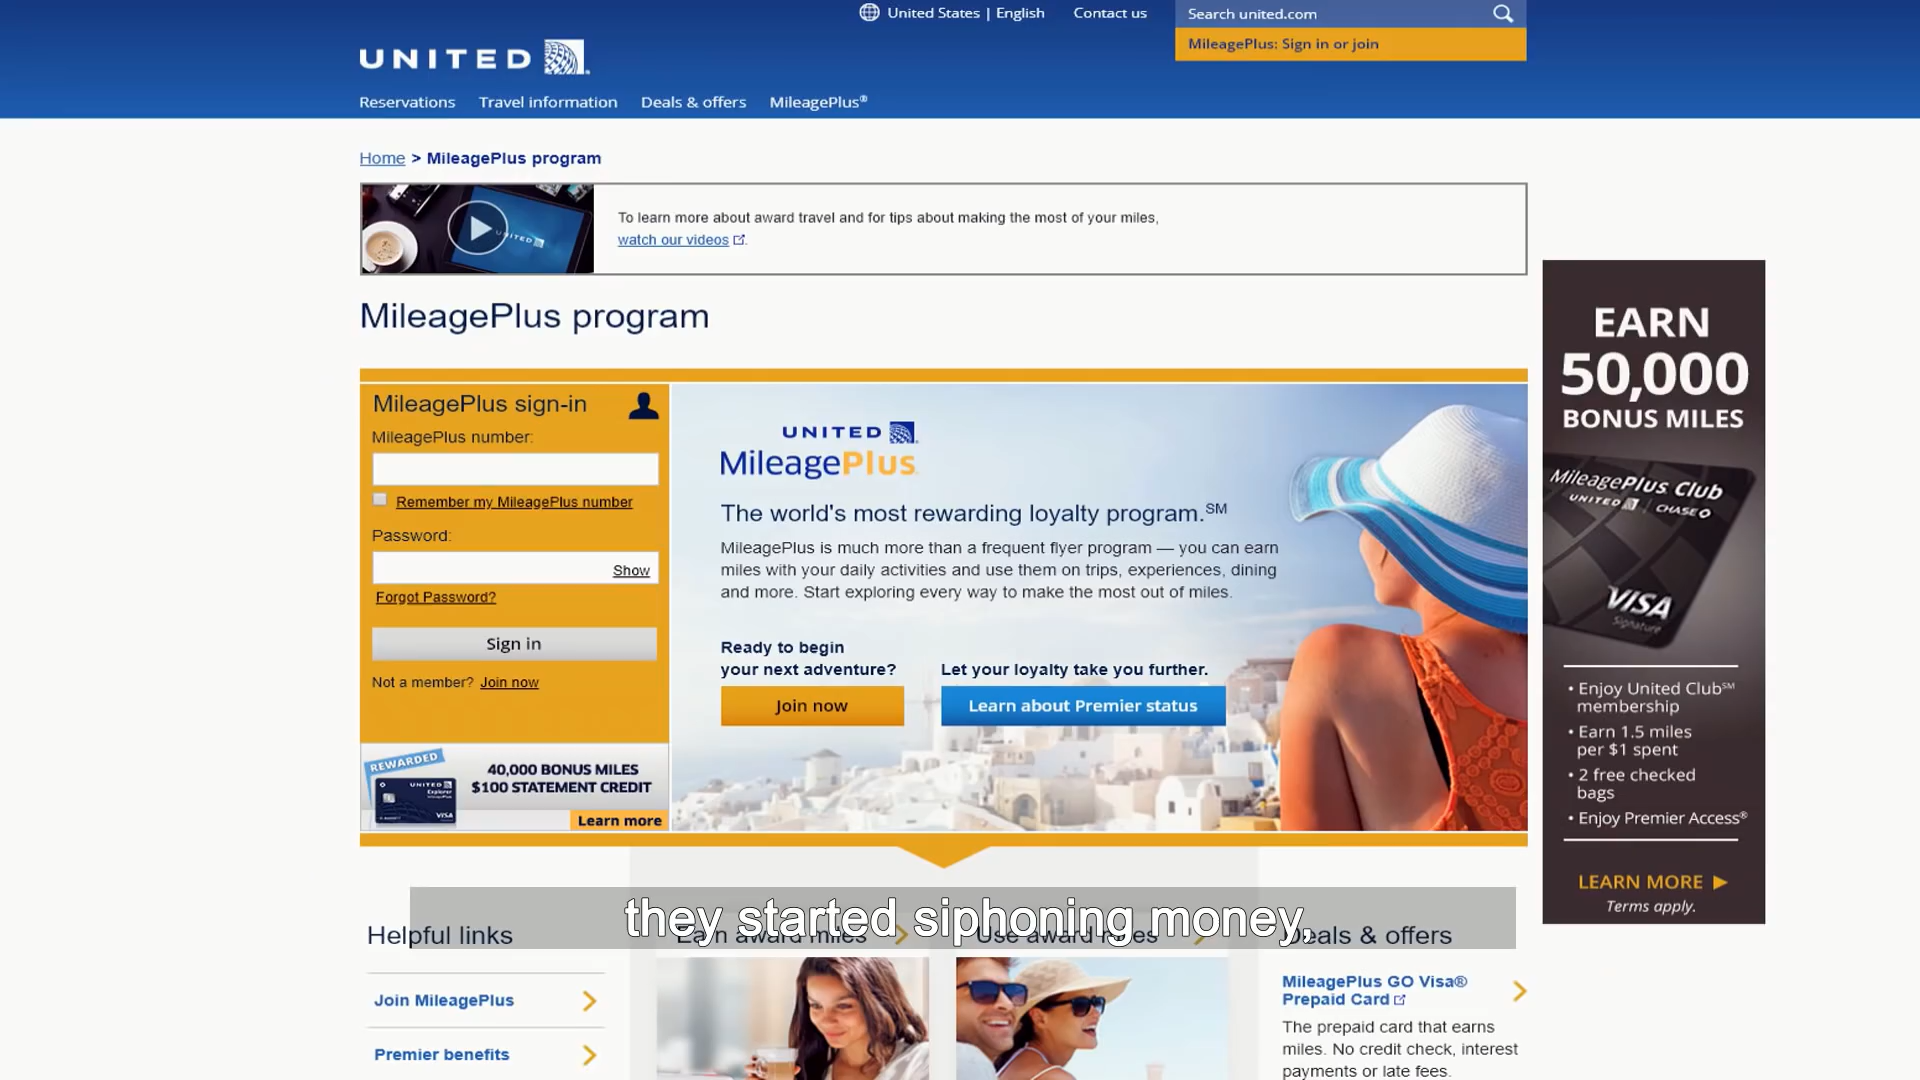 United States | English
Contact us
Search united.com
MileagePlus: Sign in or join
UNITED
Reservations
Travel information
Deals & offers
MileagePlus®
Home > MileagePlus program
UNITED
To learn more about award travel and for tips about making the most of your miles,
watch our videos.
MileagePlus program
MileagePlus sign-in
MileagePlus number:
Remember my MileagePlus number
Password:
Show
Forgot Password?
Sign in
Not a member? Join now
REWARDED
UNITED
Explorer
VISA
40,000 BONUS MILES
$100 STATEMENT CREDIT
Learn more
UNITED
MileagePlus
The world's most rewarding loyalty program.SM
MileagePlus is much more than a frequent flyer program — you can earn
miles with your daily activities and use them on trips, experiences, dining
and more. Start exploring every way to make the most out of miles.
Ready to begin
your next adventure?
Join now
Let your loyalty take you further.
Learn about Premier status
EARN
50,000
BONUS MILES
MileagePlus Club
UNITED | CHASE
VISA
Signature
• Enjoy United ClubSM
membership
• Earn 1.5 miles
per $1 spent
• 2 free checked
bags
• Enjoy Premier Access®
LEARN MORE
Terms apply.
they started siphoning money,
Helpful links
Join MileagePlus
Premier benefits
Earn award miles
Use award miles
Deals & offers
MileagePlus GO Visa®
Prepaid Card
The prepaid card that earns
miles. No credit check, interest
payments or late fees.